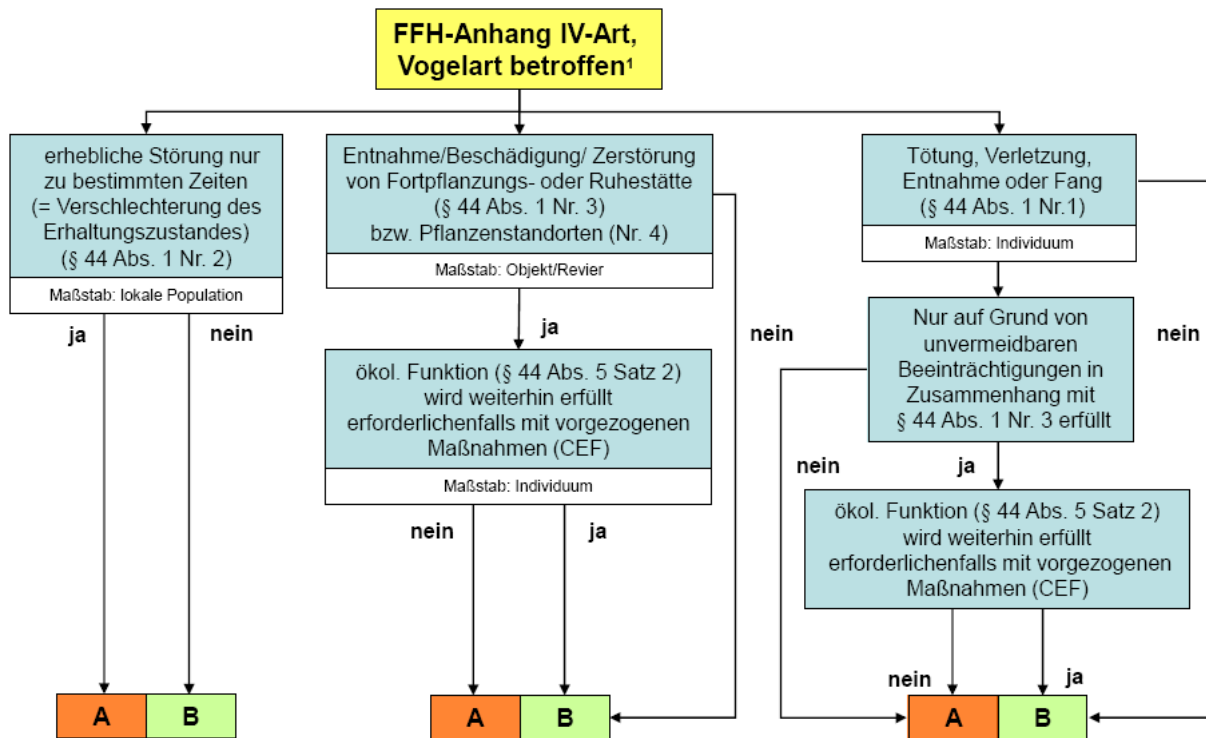 FFH-Anhang IV-Art,
Vogelart betroffen¹
erhebliche Störung nur
zu bestimmten Zeiten
(= Verschlechterung des
Erhaltungszustandes)
(§ 44 Abs. 1 Nr. 2)
Maßstab: lokale Population
ja
nein
A
B
Entnahme/Beschädigung/ Zerstörung
von Fortpflanzungs- oder Ruhestätte
(§ 44 Abs. 1 Nr. 3)
bzw. Pflanzenstandorten (Nr. 4)
Maßstab: Objekt/Revier
ja
nein
ökol. Funktion (§ 44 Abs. 5 Satz 2)
wird weiterhin erfüllt
erforderlichenfalls mit vorgezogenen
Maßnahmen (CEF)
Maßstab: Individuum
nein
ja
A
B
Tötung, Verletzung,
Entnahme oder Fang
(§ 44 Abs. 1 Nr.1)
Maßstab: Individuum
nein
Nur auf Grund von
unvermeidbaren
Beeinträchtigungen in
Zusammenhang mit
§ 44 Abs. 1 Nr. 3 erfüllt
nein
ja
ökol. Funktion (§ 44 Abs. 5 Satz 2)
wird weiterhin erfüllt
erforderlichenfalls mit vorgezogenen
Maßnahmen (CEF)
nein
ja
A
B